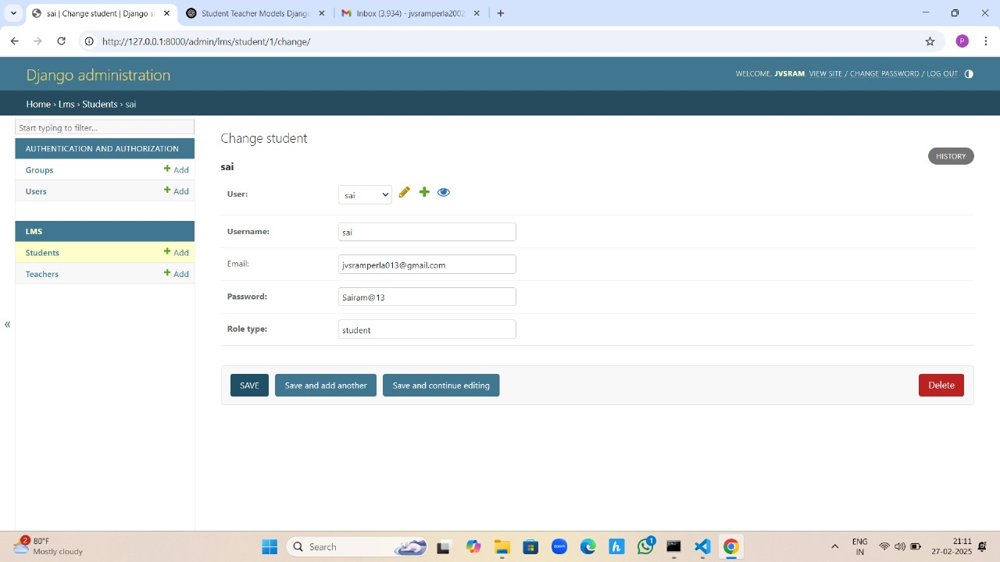 sai | Change student | Django s
Student Teacher Models Djang
Inbox (3,934) - jvsramperla2002
http://127.0.0.1:8000/admin/lms/student/1/change/
P
Django administration
WELCOME, JVSRAM. VIEW SITE / CHANGE PASSWORD / LOG OUT
Home › Lms › Students › sai
Start typing to filter...
AUTHENTICATION AND AUTHORIZATION
Groups + Add
Users + Add
LMS
Students + Add
Teachers + Add
«
Change student
HISTORY
sai
User: sai
Username: sai
Email: jvsramperla013@gmail.com
Password: Sairam@13
Role type: student
SAVE Save and add another Save and continue editing Delete
2
80°F
Mostly cloudy
Search
zoom
h
1
ENG
IN
21:11
27-02-2025